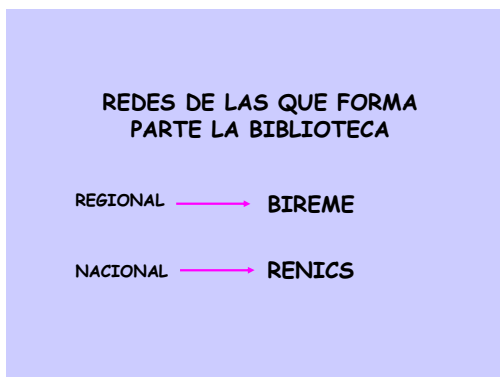 REDES DE LAS QUE FORMA
PARTE LA BIBLIOTECA
REGIONAL BIREME
NACIONAL RENICS